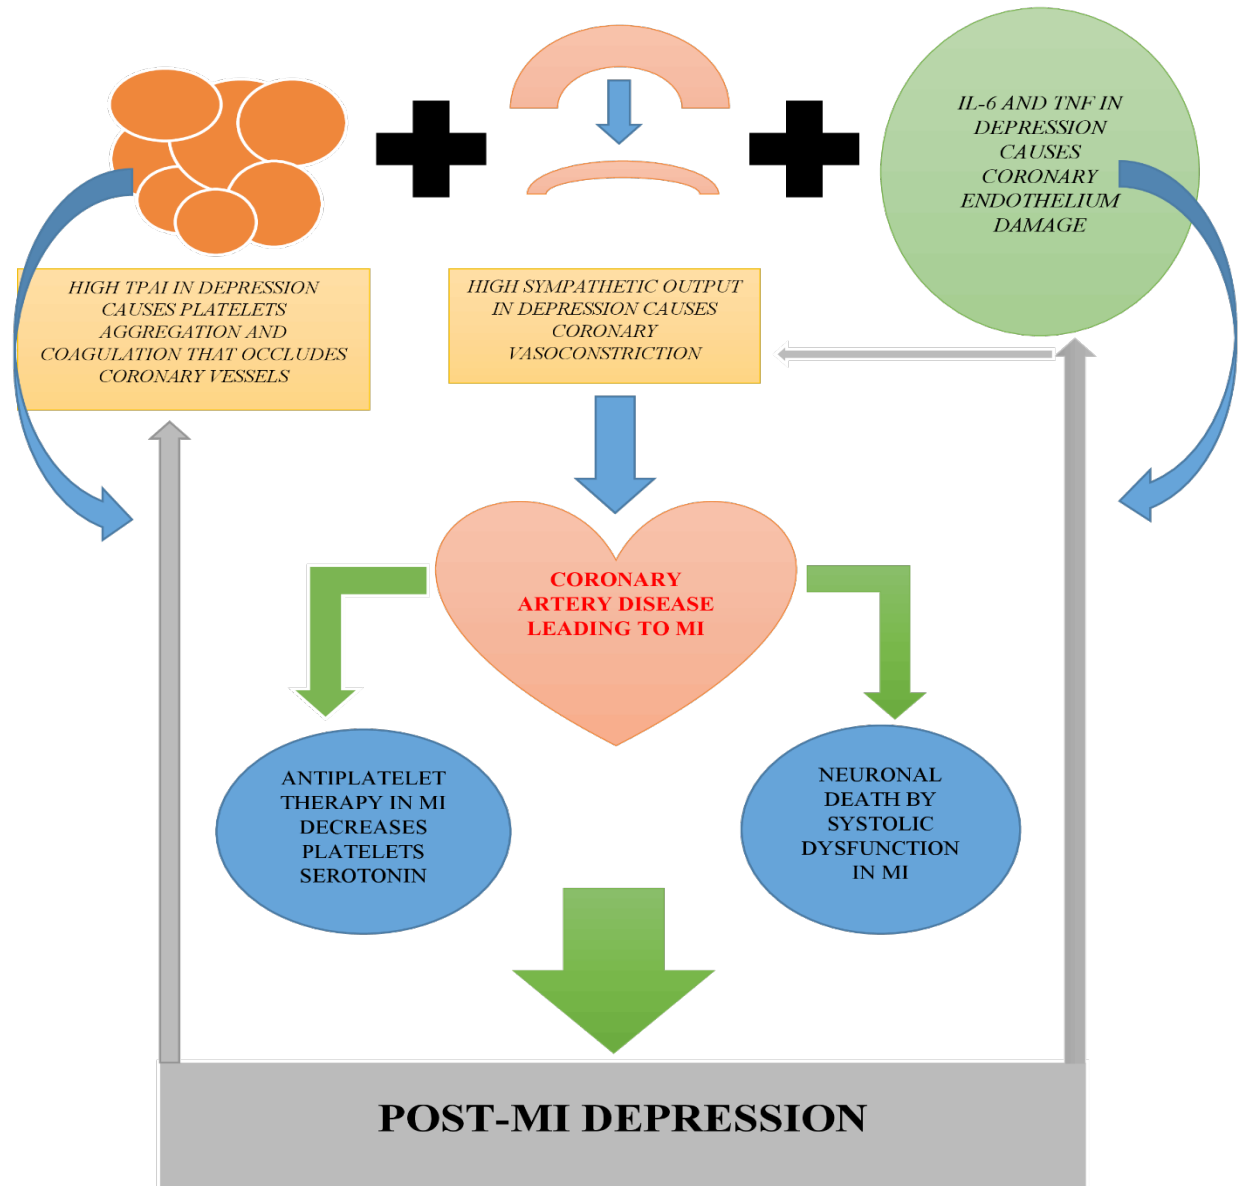 IL-6 AND TNF IN
DEPRESSION
CAUSES
CORONARY
ENDOTHELIUM
DAMAGE
HIGH TPAI IN DEPRESSION
CAUSES PLATELETS
AGGREGATION AND
COAGULATION THAT OCCLUDES
CORONARY VESSELS
HIGH SYMPATHETIC OUTPUT
IN DEPRESSION CAUSES
CORONARY
VASOCONSTRICTION
CORONARY
ARTERY DISEASE
LEADING TO MI
ANTIPLATELET
THERAPY IN MI
DECREASES
PLATELETS
SEROTONIN
NEURONAL
DEATH BY
SYSTOLIC
DYSFUNCTION
IN MI
POST-MI DEPRESSION